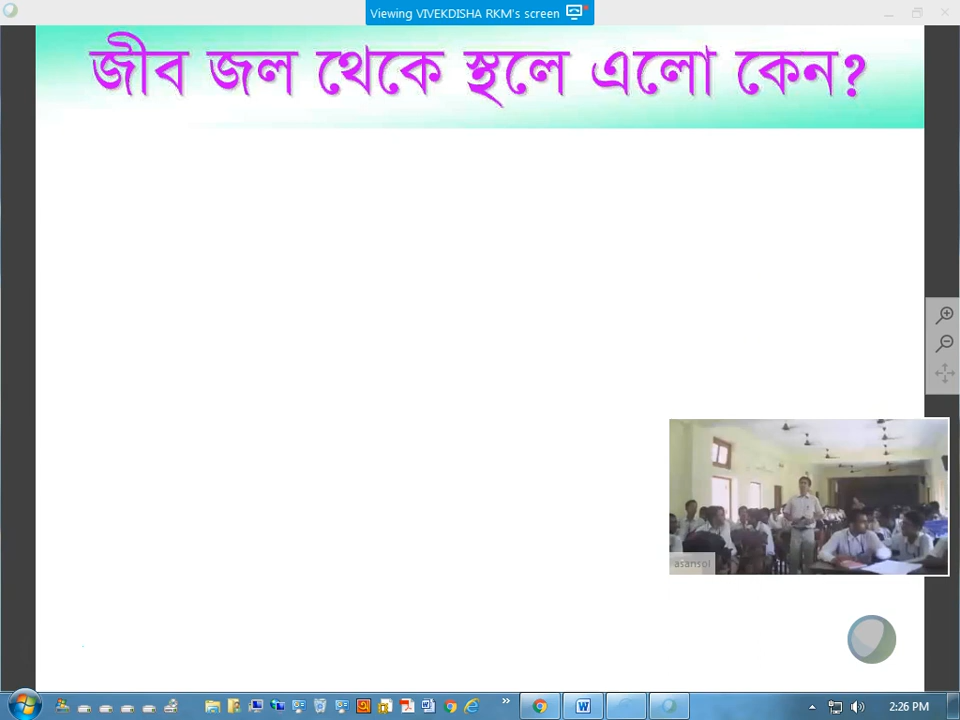 Viewing VIVEKDISHA RKM's screen
জীব জল থেকে স্থলে এলো কেন?
asansol
2:26 PM